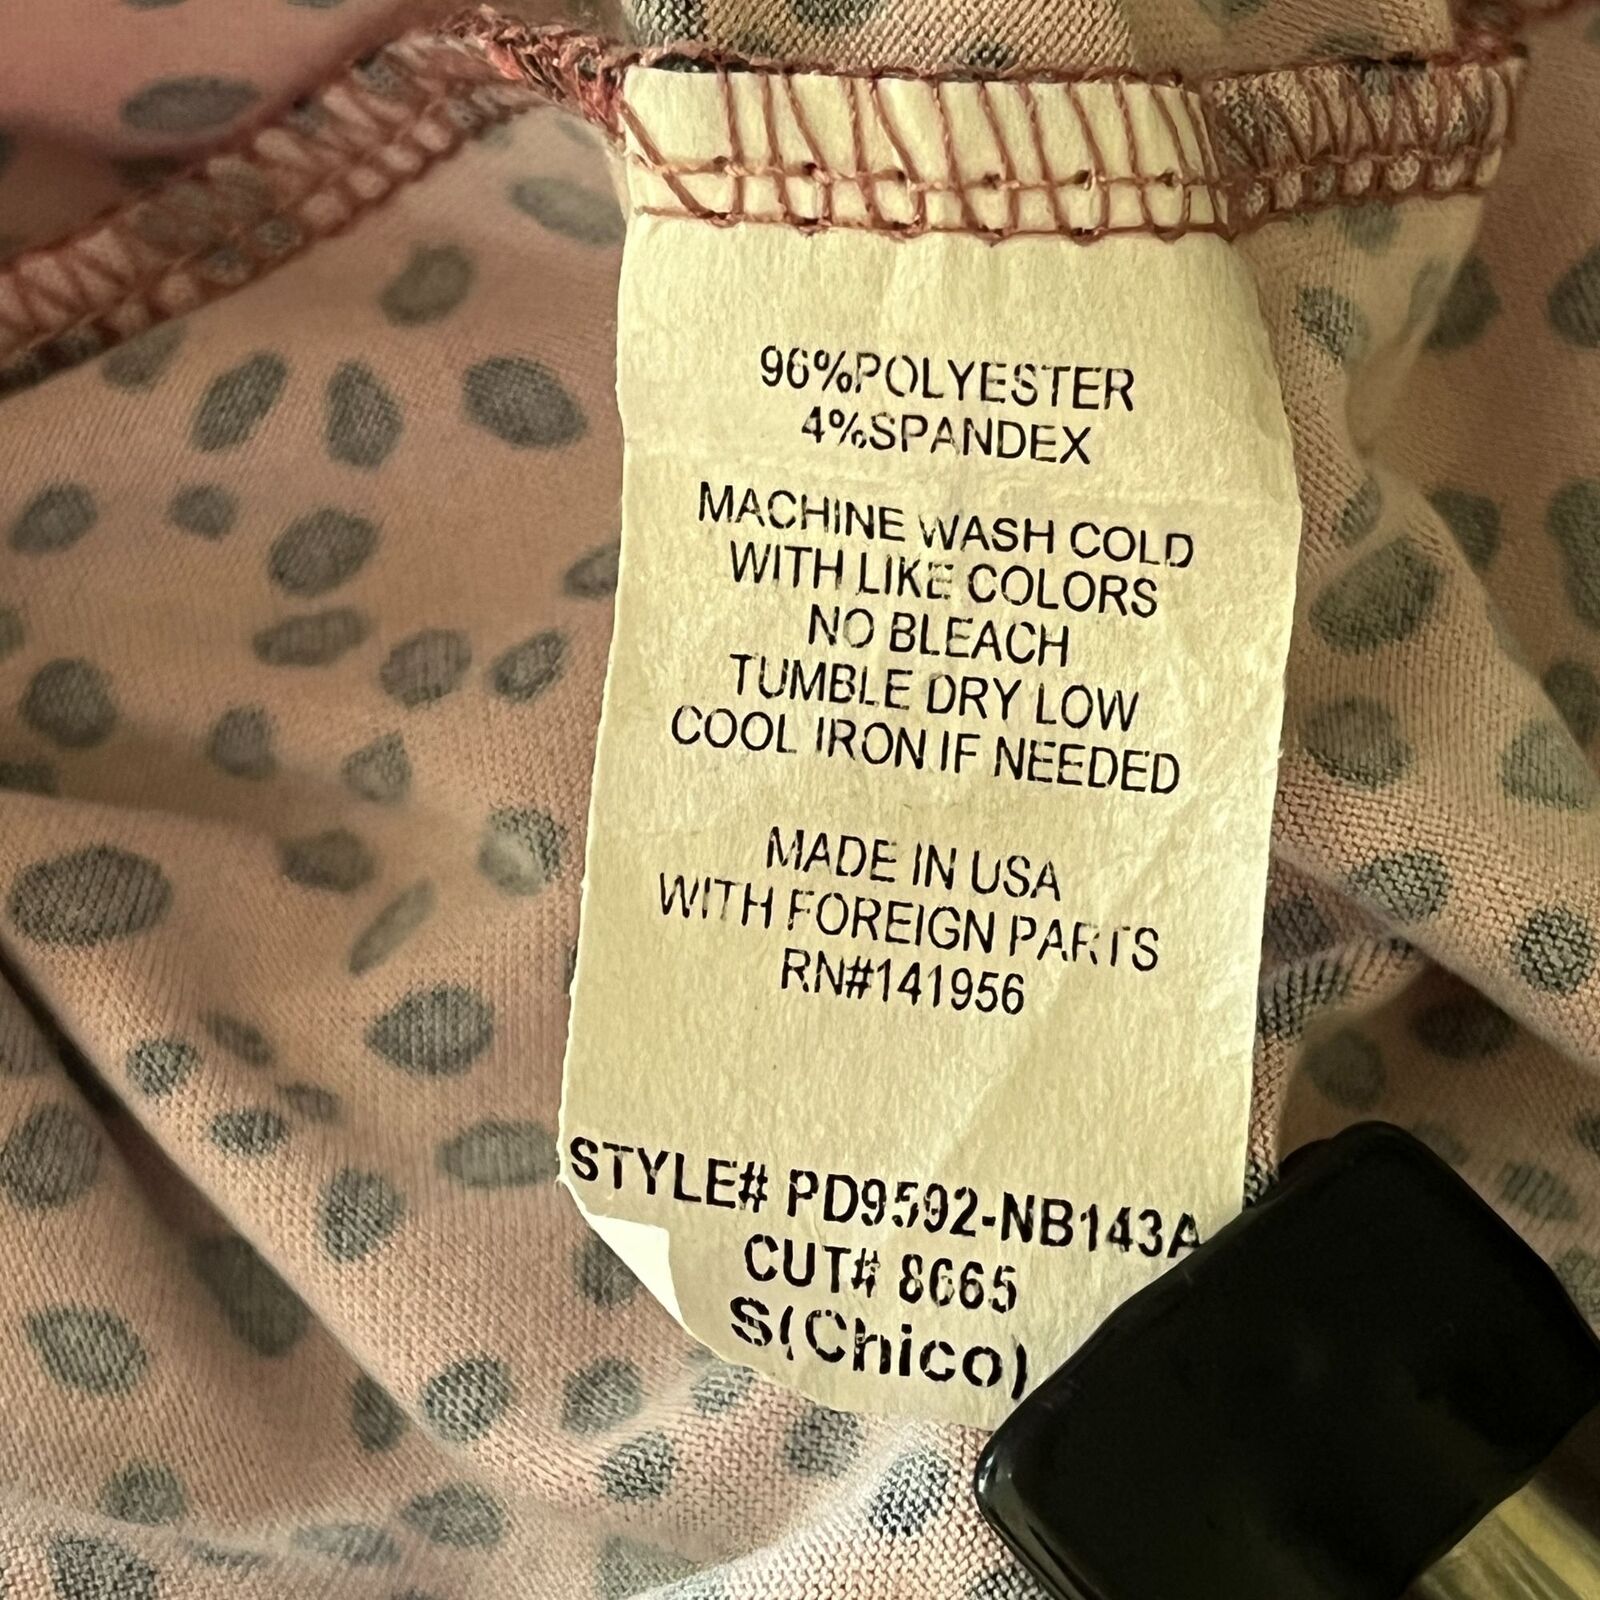 96%POLYESTER
4%SPANDEX
MACHINE WASH COLD
WITH LIKE COLORS
NO BLEACH
TUMBLE DRY LOW
COOL IRON IF NEEDED
MADE IN USA
WITH FOREIGN PARTS
RN#141956
STYLE# PD9592-NB143A
CUT# 8665
S(Chico)